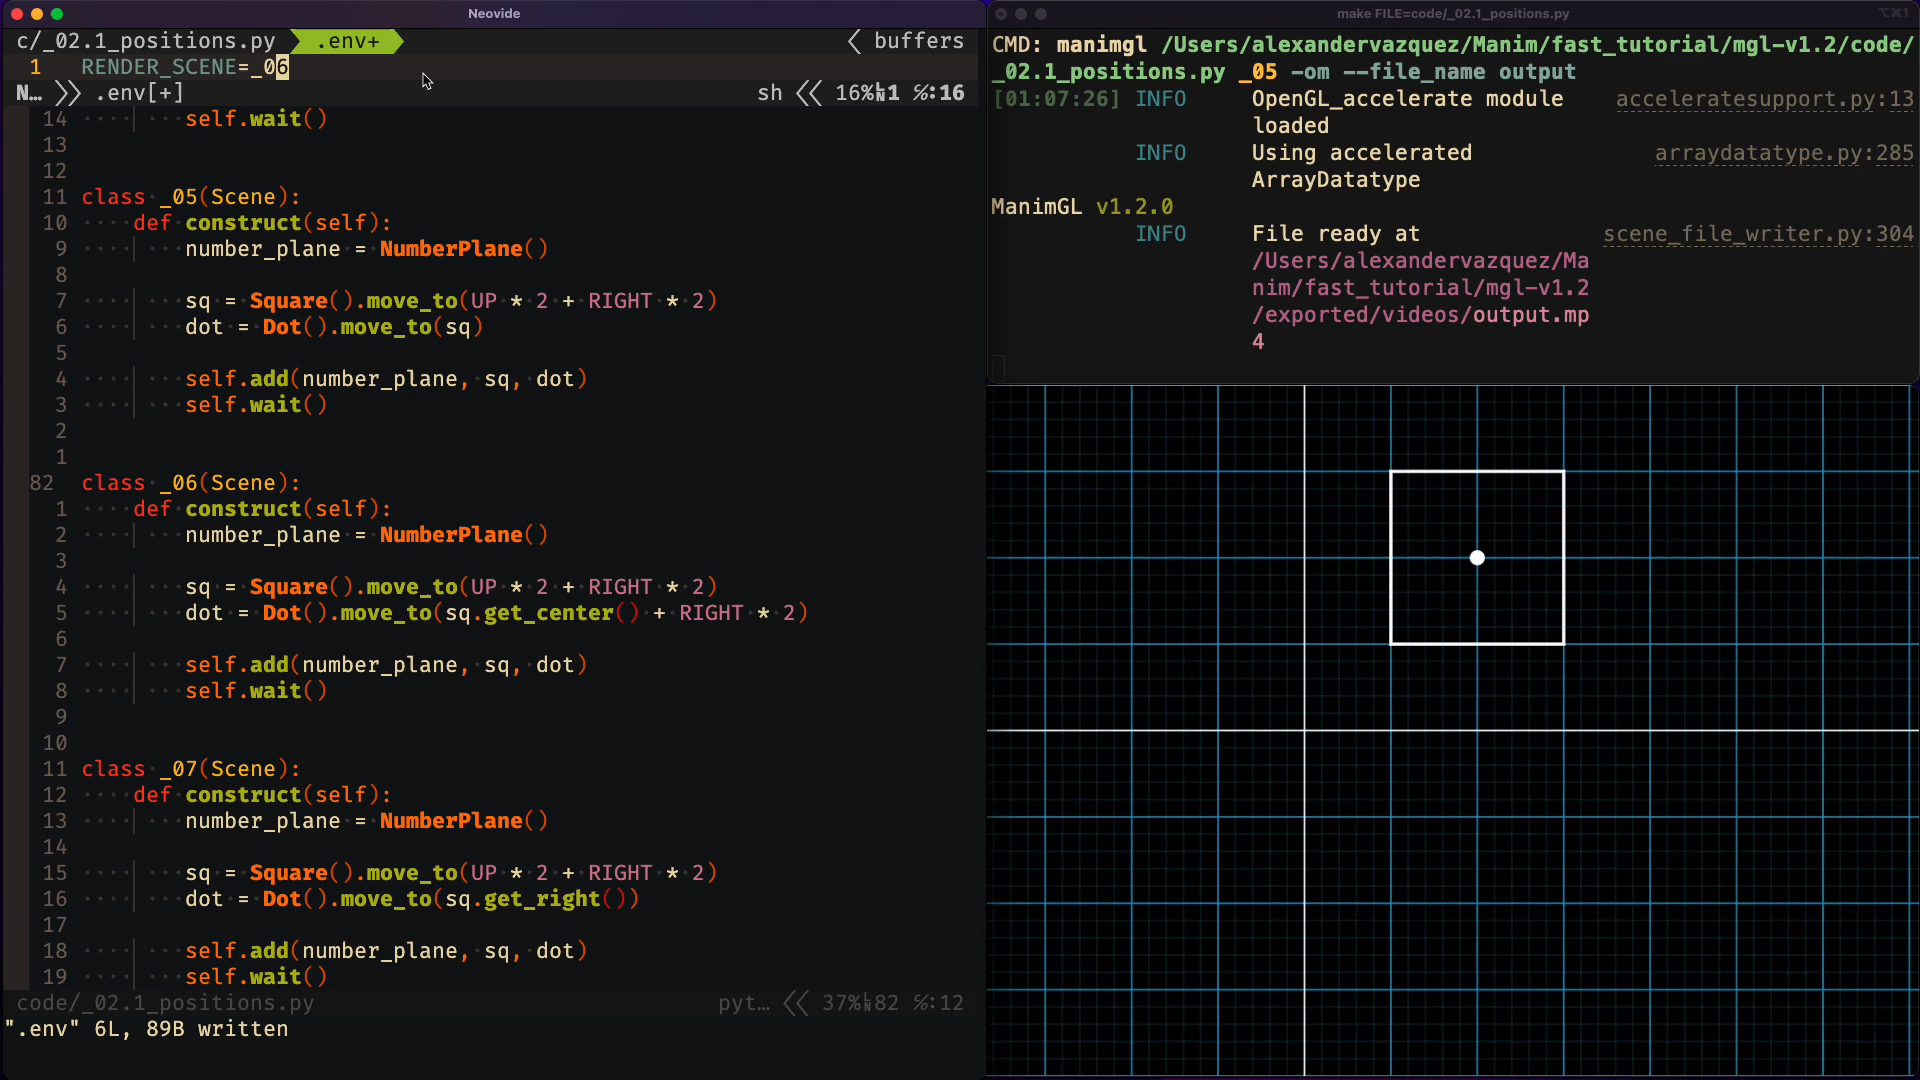 Neovide
c/_02.1_positions.py .env+ buffers
1 RENDER_SCENE=_06
N… .env[+] sh 16% 1 :16
14 self.wait()
13
12
11 class _05(Scene):
10 def construct(self):
9 number_plane = NumberPlane()
8
7 sq = Square().move_to(UP * 2 + RIGHT * 2)
6 dot = Dot().move_to(sq)
5
4 self.add(number_plane, sq, dot)
3 self.wait()
2
1
82 class _06(Scene):
1 def construct(self):
2 number_plane = NumberPlane()
3
4 sq = Square().move_to(UP * 2 + RIGHT * 2)
5 dot = Dot().move_to(sq.get_center() + RIGHT * 2)
6
7 self.add(number_plane, sq, dot)
8 self.wait()
9
10
11 class _07(Scene):
12 def construct(self):
13 number_plane = NumberPlane()
14
15 sq = Square().move_to(UP * 2 + RIGHT * 2)
16 dot = Dot().move_to(sq.get_right())
17
18 self.add(number_plane, sq, dot)
19 self.wait()
code/_02.1_positions.py pyt… 37% 82 :12
".env" 6L, 89B written
make FILE=code/_02.1_positions.py ⌥⌘1
CMD: manimgl /Users/alexandervazquez/Manim/fast_tutorial/mgl-v1.2/code/
_02.1_positions.py _05 -om --file_name output
[01:07:26] INFO OpenGL_accelerate module acceleratesupport.py:13
loaded
INFO Using accelerated arraydatatype.py:285
ArrayDatatype
ManimGL v1.2.0
INFO File ready at scene_file_writer.py:304
/Users/alexandervazquez/Ma
nim/fast_tutorial/mgl-v1.2
/exported/videos/output.mp
4